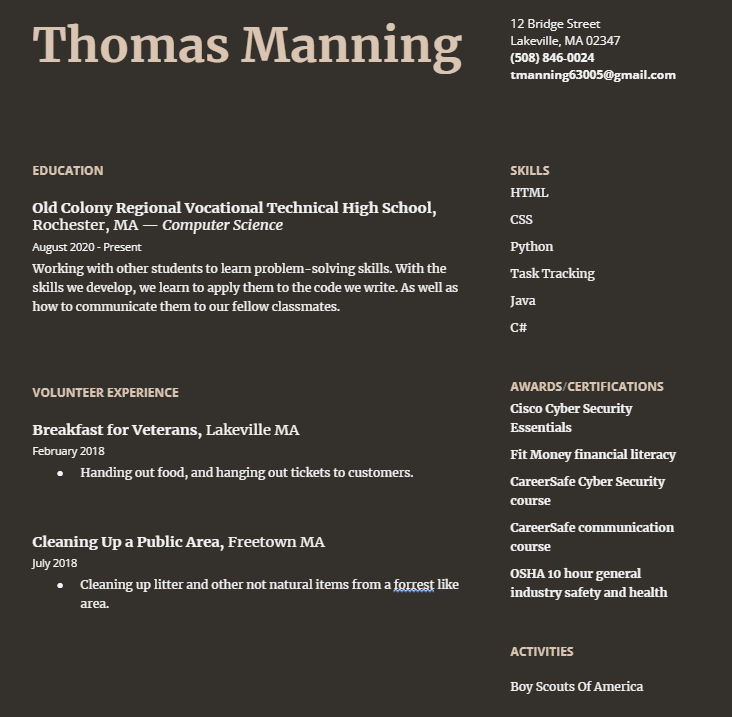 Thomas Manning
12 Bridge Street
Lakeville, MA 02347
(508) 846-0024
tmanning63005@gmail.com
EDUCATION
Old Colony Regional Vocational Technical High School,
Rochester, MA — Computer Science
August 2020 - Present
Working with other students to learn problem-solving skills. With the
skills we develop, we learn to apply them to the code we write. As well as
how to communicate them to our fellow classmates.
VOLUNTEER EXPERIENCE
Breakfast for Veterans, Lakeville MA
February 2018
● Handing out food, and hanging out tickets to customers.
Cleaning Up a Public Area, Freetown MA
July 2018
● Cleaning up litter and other not natural items from a forrest like
area.
SKILLS
HTML
CSS
Python
Task Tracking
Java
C#
AWARDS/CERTIFICATIONS
Cisco Cyber Security
Essentials
Fit Money financial literacy
CareerSafe Cyber Security
course
CareerSafe communication
course
OSHA 10 hour general
industry safety and health
ACTIVITIES
Boy Scouts Of America